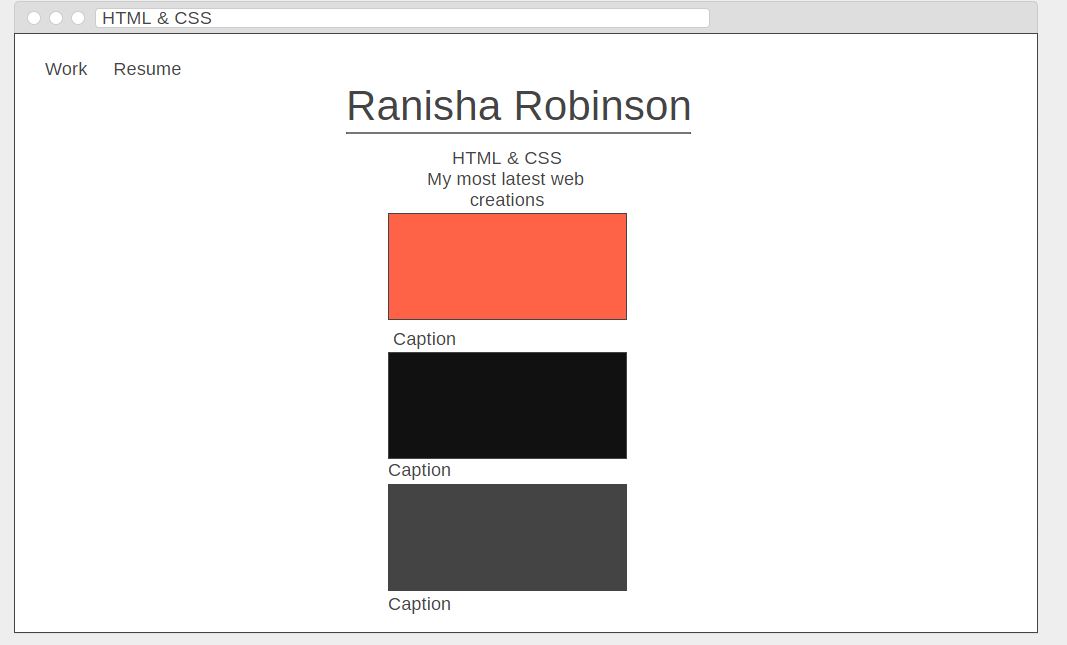 HTML & CSS
Work Resume
Ranisha Robinson
HTML & CSS
My most latest web
creations
Caption
Caption
Caption